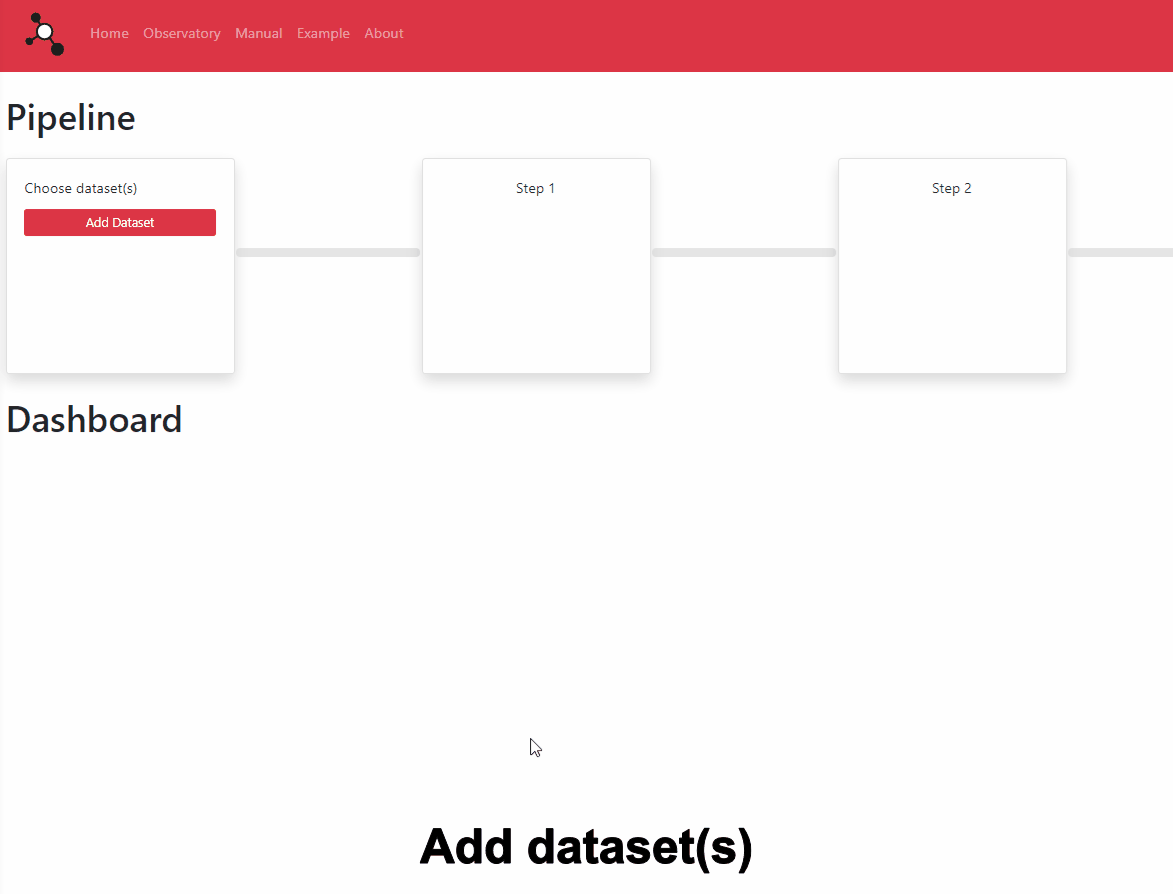 Home Observatory Manual Example About
Pipeline
Choose dataset(s)
Add Dataset
Step 1
Step 2
Dashboard
Add dataset(s)